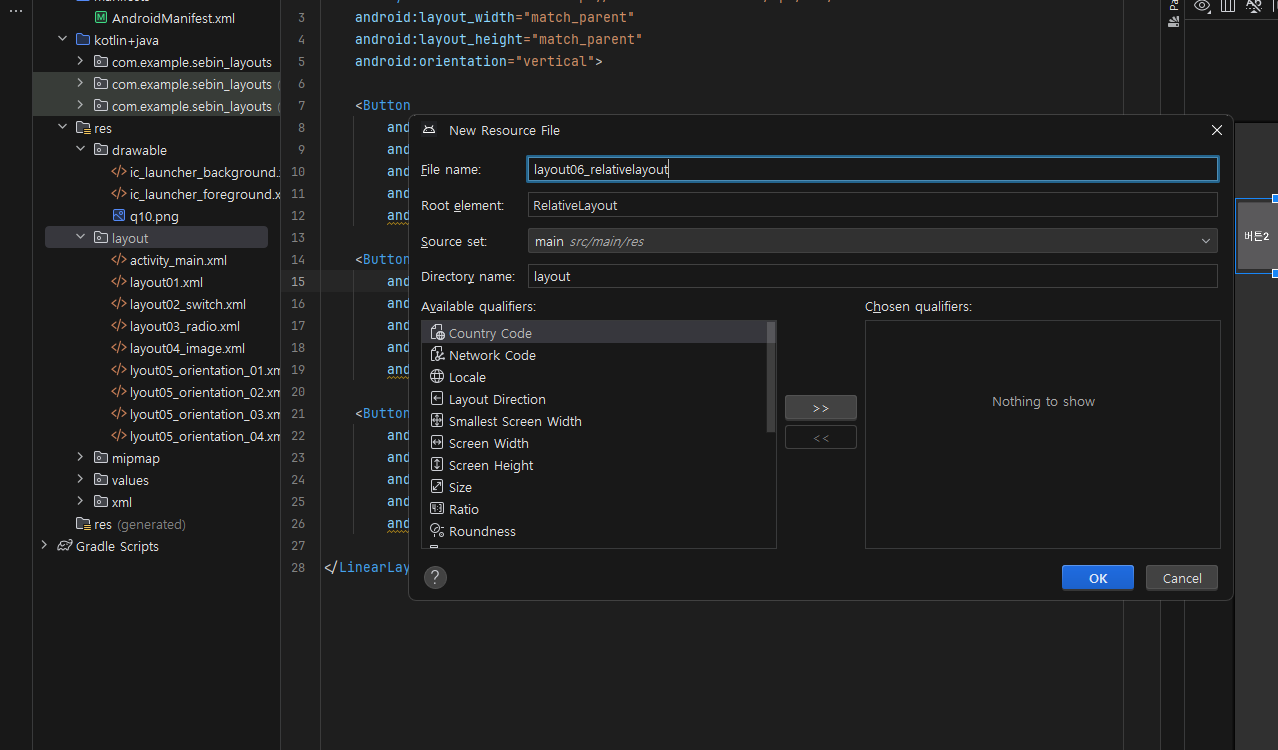 AndroidManifest.xml
kotlin+java
com.example.sebin_layouts
com.example.sebin_layouts
com.example.sebin_layouts
res
drawable
ic_launcher_background.
ic_launcher_foreground.x
q10.png
layout
activity_main.xml
layout01.xml
layout02_switch.xml
layout03_radio.xml
layout04_image.xml
lyout05_orientation_01.xm
lyout05_orientation_02.xm
lyout05_orientation_03.xm
lyout05_orientation_04.xm
mipmap
values
xml
res (generated)
Gradle Scripts
3 android:layout_width="match_parent"
4 android:layout_height="match_parent"
5 android:orientation="vertical">
6
7 <Button
8 and
9 and
10 and
11 and
12 and
13
14 <Button
15 and
16 and
17 and
18 and
19 and
20
21 <Button
22 and
23 and
24 and
25 and
26 and
27
28 </LinearLay
New Resource File
File name: layout06_relativelayout
Root element: RelativeLayout
Source set: main src/main/res
Directory name: layout
Available qualifiers:
Country Code
Network Code
Locale
Layout Direction
Smallest Screen Width
Screen Width
Screen Height
Size
Ratio
Roundness
>>
<<
Chosen qualifiers:
Nothing to show
?
OK
Cancel
Pa
버튼2